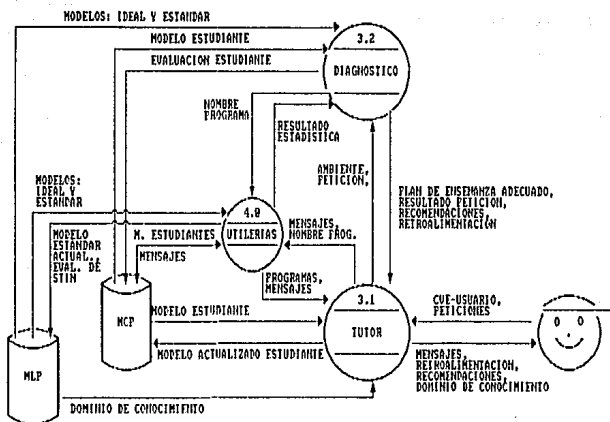 MODELOS: IDEAL Y ESTANDAR
MODELO ESTUDIANTE
EVALUACION ESTUDIANTE
3.2
DIAGNOSTICO
NOMBRE
PROGRAMA
RESULTADO
ESTADISTICA
AMBIENTE,
PETICION,
PLAN DE ENSEÑANZA ADECUADO,
RESULTADO PETICION,
RECOMENDACIONES,
RETROALIMENTACIÓN
MODELOS:
IDEAL Y
ESTANDAR
4.0
UTILERIAS
MENSAJES,
NOMBRE PROG.
MODELO
ESTANDAR
ACTUAL.,
EVAL. DE
STIN
M. ESTUDIANTES
MENSAJES
PROGRAMAS,
MENSAJES
3.1
TUTOR
CVE-USUARIO,
PETICIONES
MCP
MODELO ESTUDIANTE
MODELO ACTUALIZADO ESTUDIANTE
MENSAJES,
RETROALIMENTACION,
RECOMENDACIONES,
DOMINIO DE CONOCIMIENTO
MLP
DOMINIO DE CONOCIMIENTO